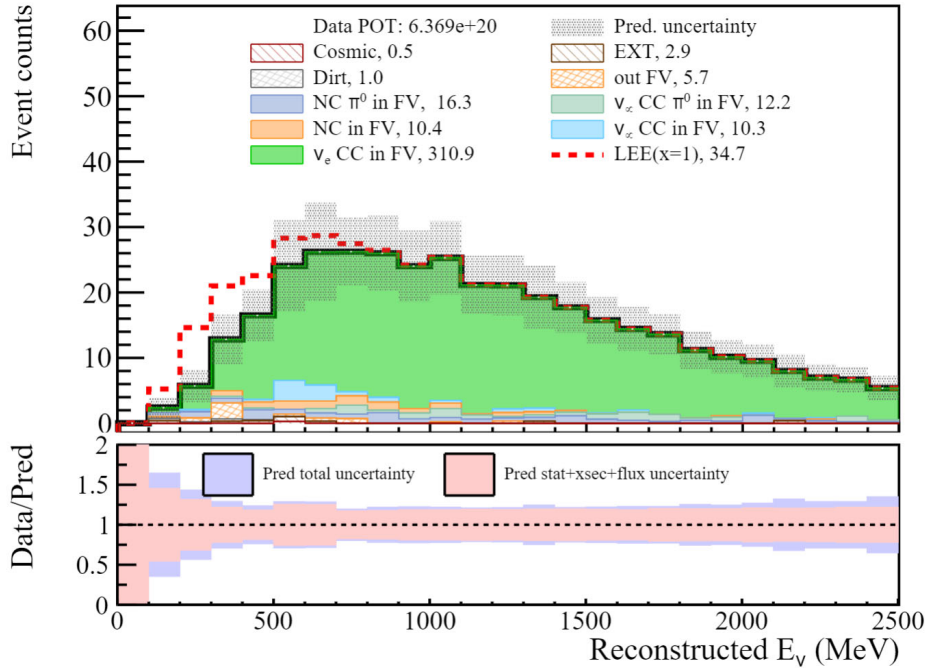 Data POT: 6.369e+20
Pred. uncertainty
Cosmic, 0.5
EXT, 2.9
Dirt, 1.0
out FV, 5.7
NC π⁰ in FV, 16.3
ν∝ CC π⁰ in FV, 12.2
NC in FV, 10.4
ν∝ CC in FV, 10.3
νₑ CC in FV, 310.9
LEE(x=1), 34.7
Event counts
60
50
40
30
20
10
0
Pred total uncertainty
Pred stat+xsec+flux uncertainty
Data/Pred
2
1.5
1
0.5
0
0
500
1000
1500
2000
2500
Reconstructed Eᵥ (MeV)